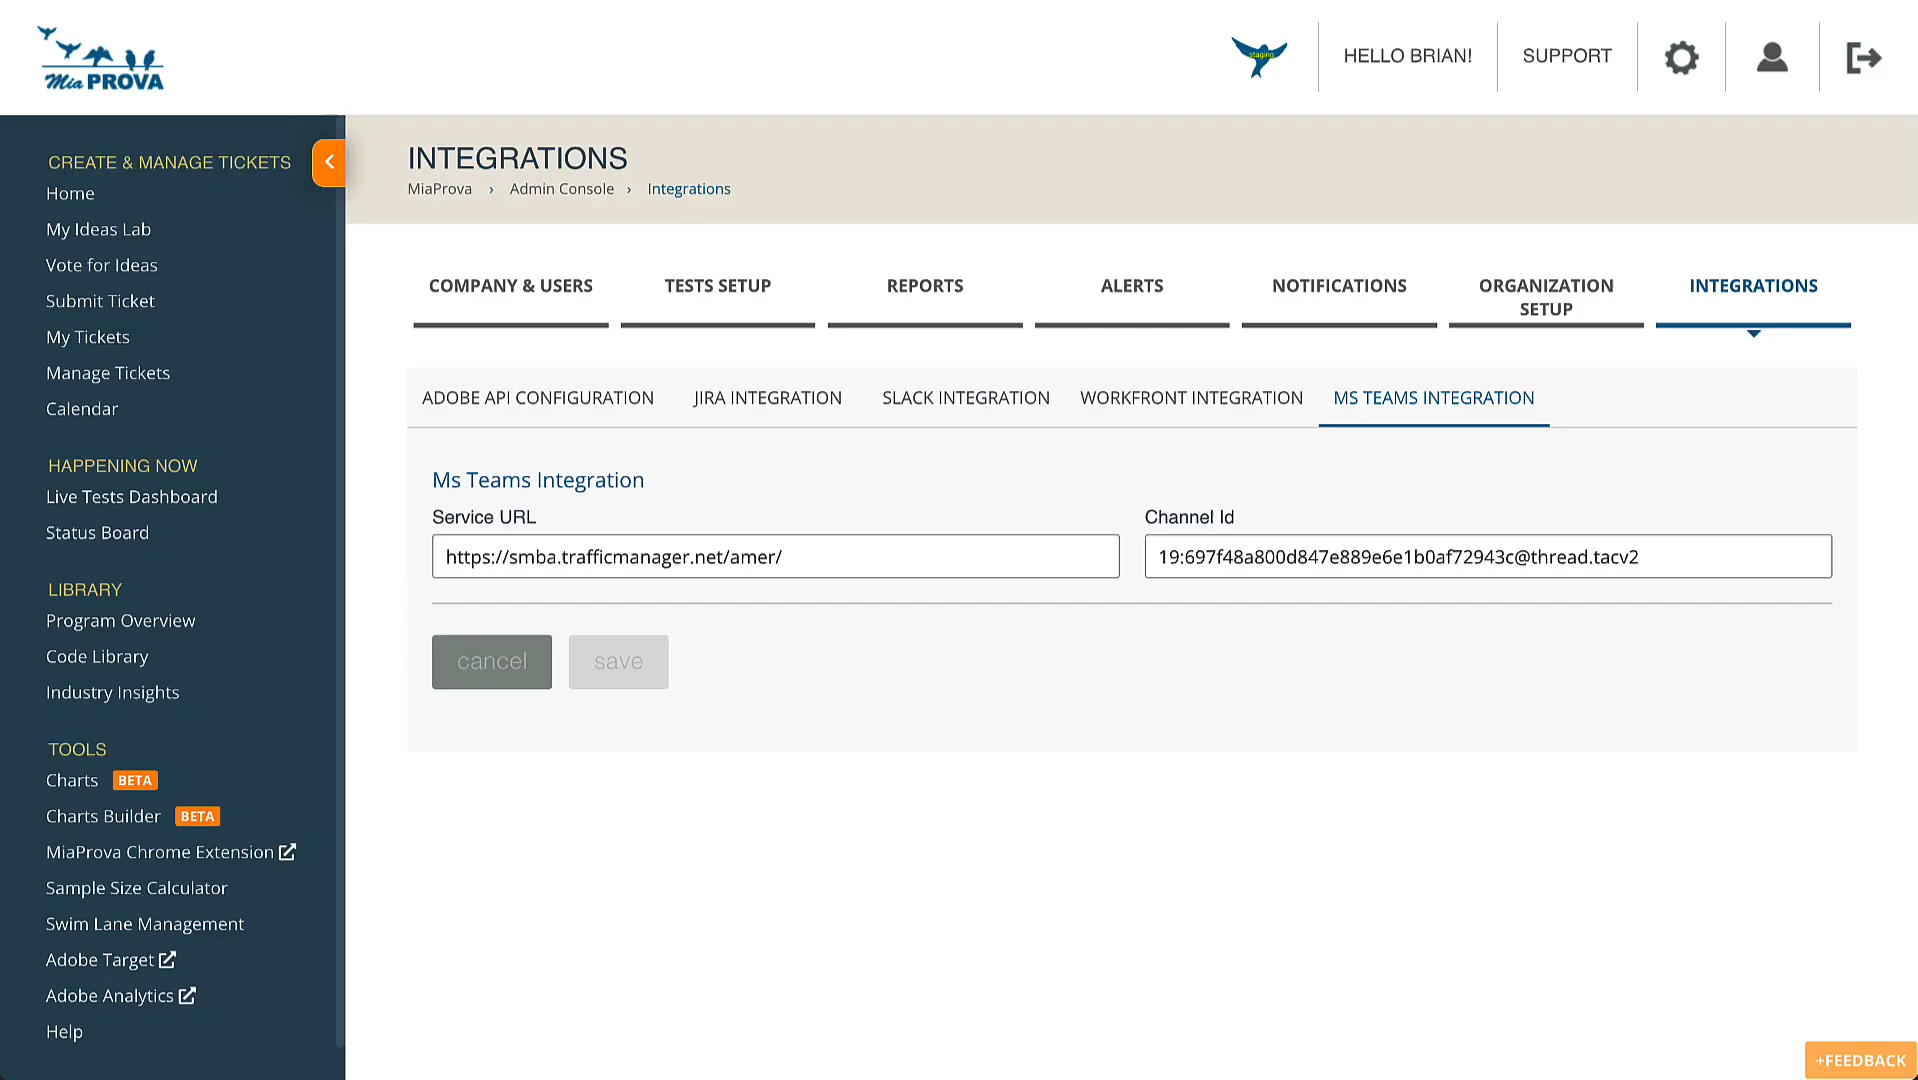 Mia PROVA
staging
HELLO BRIAN!
SUPPORT
CREATE & MANAGE TICKETS
Home
My Ideas Lab
Vote for Ideas
Submit Ticket
My Tickets
Manage Tickets
Calendar
HAPPENING NOW
Live Tests Dashboard
Status Board
LIBRARY
Program Overview
Code Library
Industry Insights
TOOLS
Charts BETA
Charts Builder BETA
MiaProva Chrome Extension
Sample Size Calculator
Swim Lane Management
Adobe Target
Adobe Analytics
Help
INTEGRATIONS
MiaProva › Admin Console › Integrations
COMPANY & USERS
TESTS SETUP
REPORTS
ALERTS
NOTIFICATIONS
ORGANIZATION
SETUP
INTEGRATIONS
ADOBE API CONFIGURATION
JIRA INTEGRATION
SLACK INTEGRATION
WORKFRONT INTEGRATION
MS TEAMS INTEGRATION
Ms Teams Integration
Service URL
https://smba.trafficmanager.net/amer/
Channel Id
19:697f48a800d847e889e6e1b0af72943c@thread.tacv2
cancel
save
+FEEDBACK